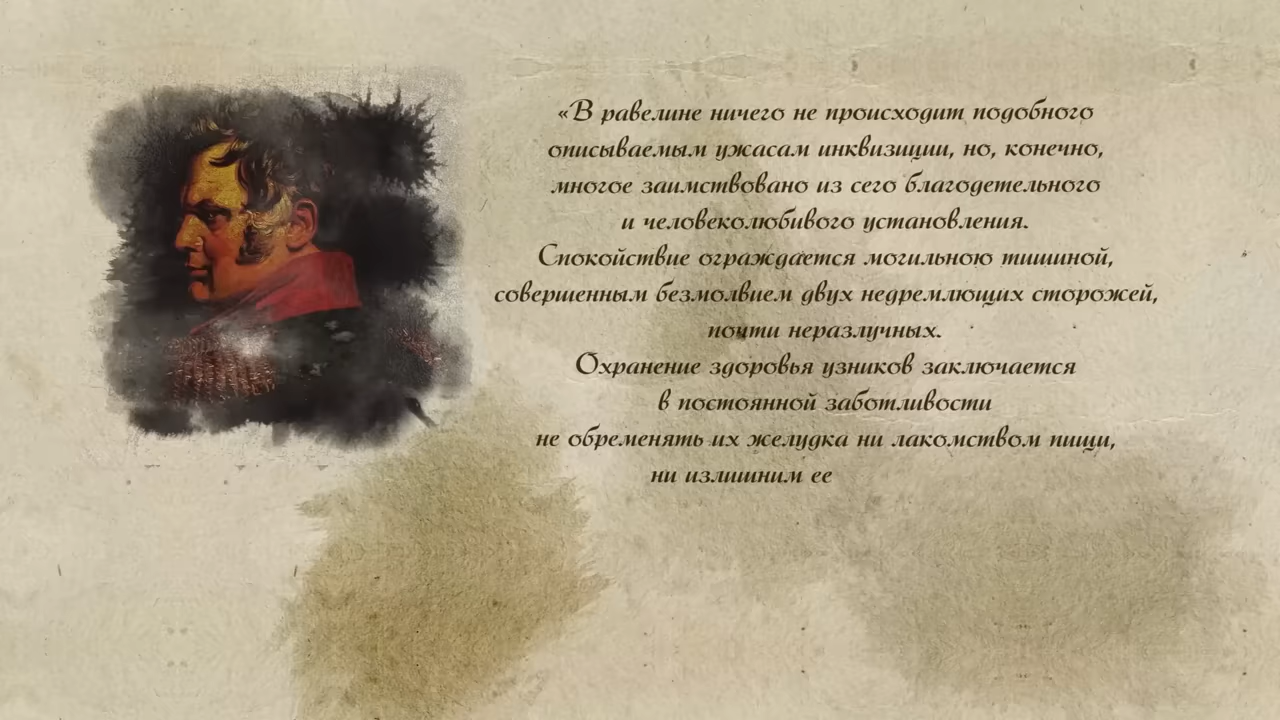 «В равелине ничего не происходит подобного
описываемым ужасам инквизиции, но, конечно,
многое заимствовано из сего благодетельного
и человеколюбивого установления.
Спокойствие ограждается могильною тишиной,
совершенным безмолвием двух недремлющих сторожей,
почти неразлучных.
Охранение здоровья узников заключается
в постоянной заботливости
не обременять их желудка ни лакомством пищи,
ни излишним ее